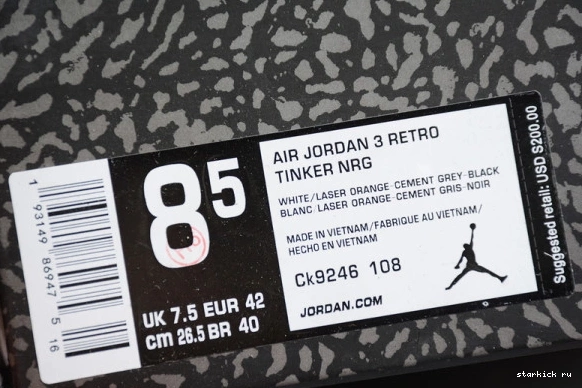 1 93149 86947 5 16
8.5
UK 7.5 EUR 42
cm 26.5 BR 40
AIR JORDAN 3 RETRO
TINKER NRG
WHITE/LASER ORANGE-CEMENT GREY-BLACK
BLANC/LASER ORANGE-CEMENT GRIS-NOIR
MADE IN VIETNAM/FABRIQUE AU VIETNAM/
HECHO EN VIETNAM
Ck9246 108
JORDAN.COM
Suggested retail: USD $200.00
starkick ru